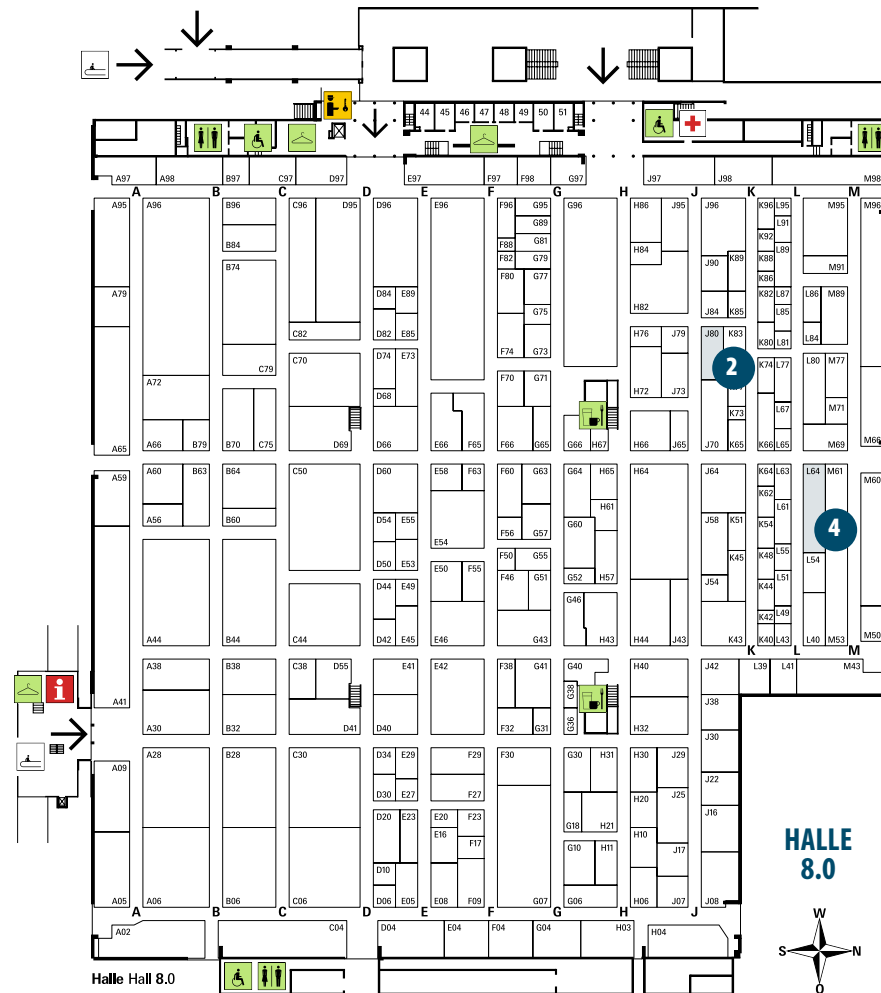 44 45 46 47 48 49 50 51
A97 A98 B97 C97 D97 E97 F97 F98 G97 J97 J98 M98
A B C D E F G H J K L M
A95 A96 B96 C96 D95 D96 E96 F96 G95 G96 H86 J95 J96 K96 L95 M95 M96
G89 L91
K92
B84 F88 G81 H84 K88 L89
F82 G79 J90 K89 M91
B74 F80 G77 K86
A79 D84 E89 H82 K82 L87 L86 M89
G75 J84 K85 L85
C82 D82 E85 H76 J79 J80 K83 K80 L81 L84
F74 G73
C70 D74 E73 K74 L77 L80 M77
2
C79 F70 G71
A72 D68 H72 J73
L67 M71
K73
A65 A66 B79 B70 C75 D69 D66 E66 F65 F66 G65 G66 H67 H66 J65 J70 K65 K66 L65 M69 M66
A59 A60 B63 B64 C50 D60 E58 F63 F60 G63 G64 H65 H64 J64 K64 L63 L64 M61 M60
K62
H61 L61
A56 B60 D54 E55 F56 G57 G60 J58 K51 K54
4
E54
F50 G55 K48 L55 L54
D50 E53 E50 F55 F46 G51 G52 H57 J54 K45 L51
D44 E49 K44
G46
K42 L49
A44 B44 C44 D42 E45 E46 G43 H43 H44 J43 K43 K40 L43 L40 M53 M50
K L M
A38 B38 C38 D55 E41 E42 F38 G41 G40 H40 J42 L39 L41 M43
G38
A41 J38
A30 B32 D41 D40 F32 G31 G36 H32
J30
i
A28 B28 C30 D34 E29 F29 F30 G30 H31 H30 J29
A09 J22
D30 E27 F27 H20 J25
D20 E23 E20 F23 G18 H21 J16
E16 H10
F17 G10 H11 J17
D10
HALLE
8.0
A05 A06 B06 C06 D06 E05 E08 F09 G07 G06 H06 J07 J08
A B C D E F G H J
A02 C04 D04 E04 F04 G04 H03 H04
W
S N
O
Halle Hall 8.0